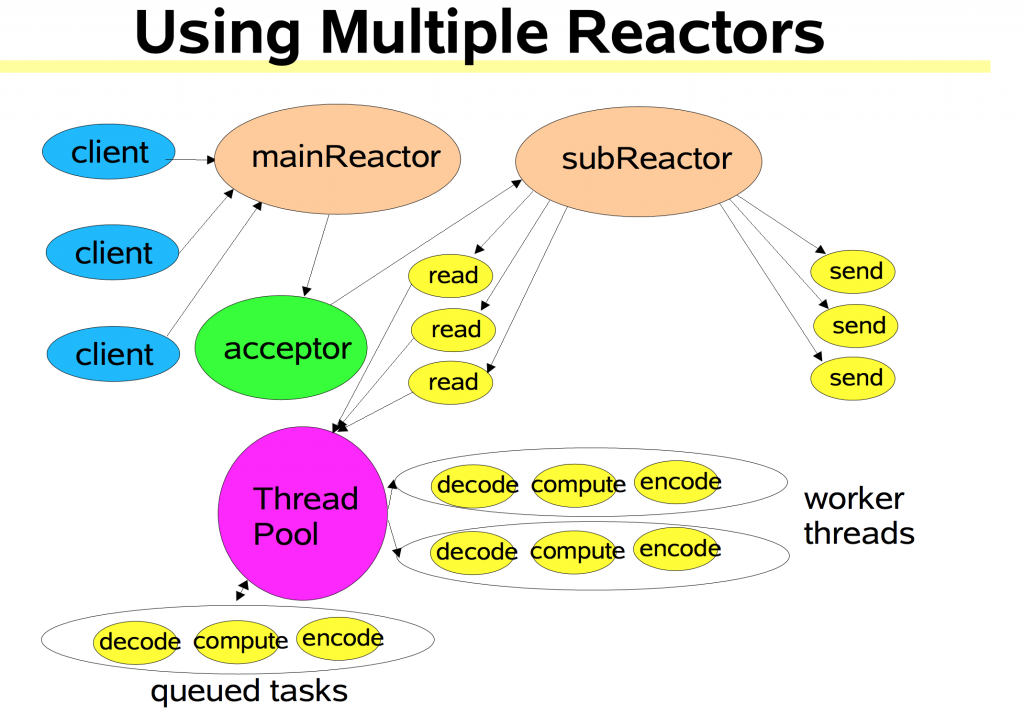 Using Multiple Reactors
client
mainReactor
subReactor
client
read
send
read
send
client
acceptor
read
send
Thread
Pool
decode compute encode
decode compute encode
worker
threads
decode compute encode
queued tasks